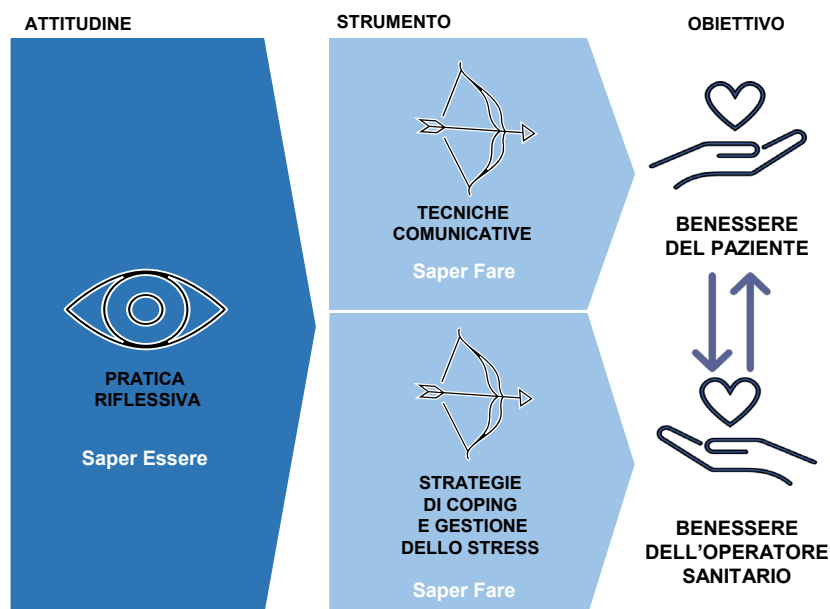 ATTITUDINE
STRUMENTO
OBIETTIVO
PRATICA
RIFLESSIVA
Saper Essere
TECNICHE
COMUNICATIVE
Saper Fare
STRATEGIE
DI COPING
E GESTIONE
DELLO STRESS
Saper Fare
BENESSERE
DEL PAZIENTE
BENESSERE
DELL’OPERATORE
SANITARIO